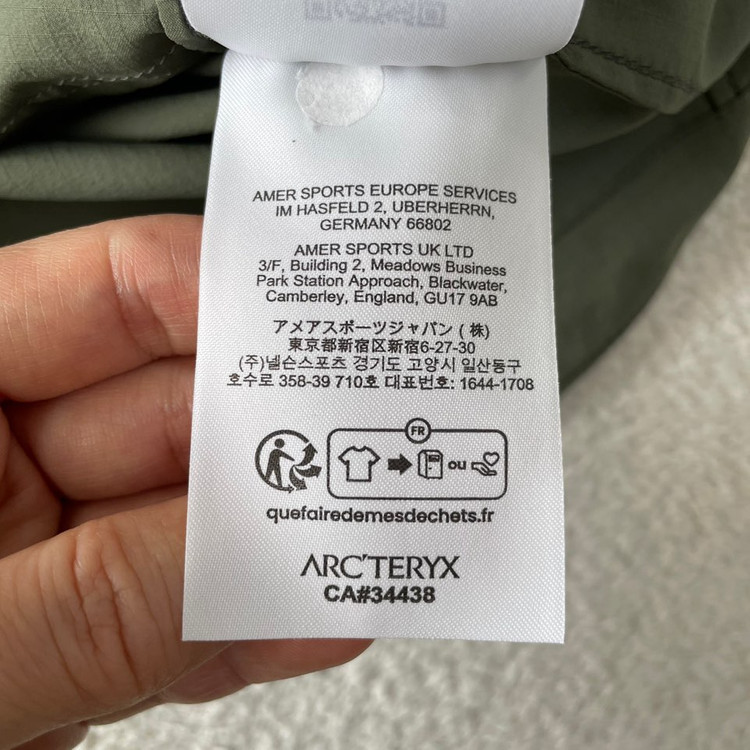 AMER SPORTS EUROPE SERVICES
IM HASFELD 2, UBERHERRN,
GERMANY 66802
AMER SPORTS UK LTD
3/F, Building 2, Meadows Business
Park Station Approach, Blackwater,
Camberley, England, GU17 9AB
アメアスポーツジャパン (株)
東京都新宿区新宿6-27-30
(주)넬슨스포츠 경기도 고양시 일산동구
호수로 358-39 710호 대표번호: 1644-1708
FR
ou
quefairedemesdechets.fr
ARC'TERYX
CA#34438